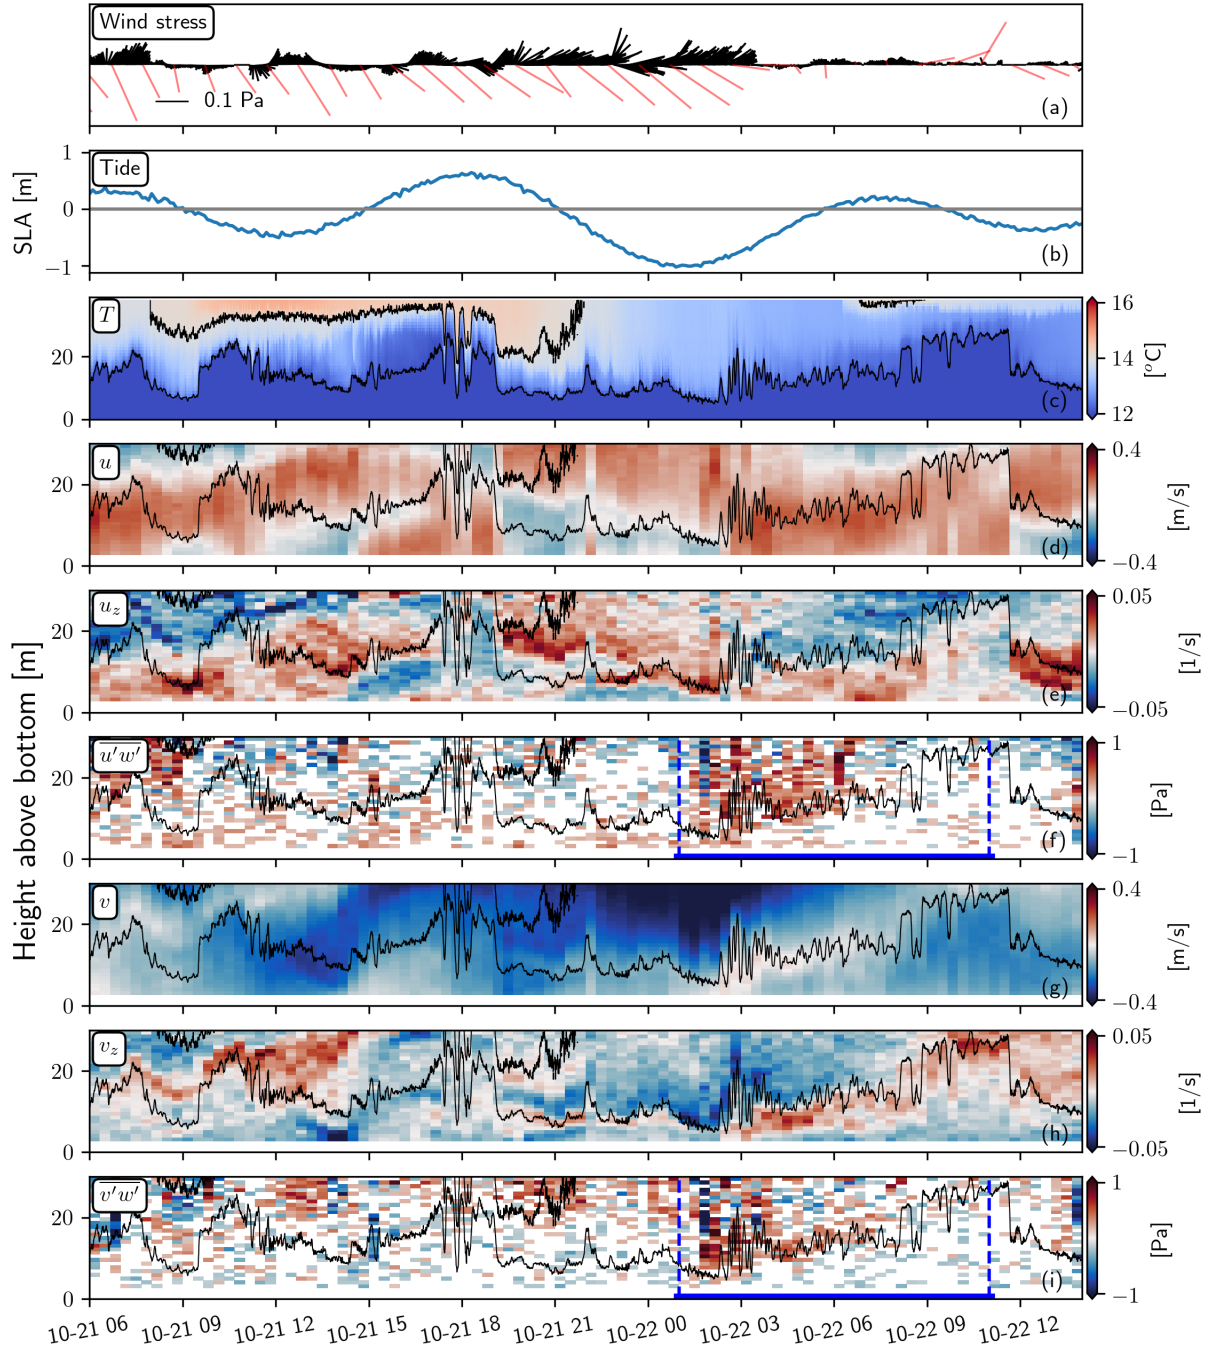 Wind stress
0.1 Pa
(a)
Tide
SLA [m]
1
0
−1
(b)
T
20
0
(c)
16
14
12
[°C]
Height above bottom [m]
u
20
0
(d)
0.4
−0.4
[m/s]
u_z
20
0
(e)
0.05
−0.05
[1/s]
u′w′
20
0
(f)
1
−1
[Pa]
v
20
0
(g)
0.4
−0.4
[m/s]
v_z
20
0
(h)
0.05
−0.05
[1/s]
v′w′
20
0
(i)
1
−1
[Pa]
10-21 06 10-21 09 10-21 12 10-21 15 10-21 18 10-21 21 10-22 00 10-22 03 10-22 06 10-22 09 10-22 12